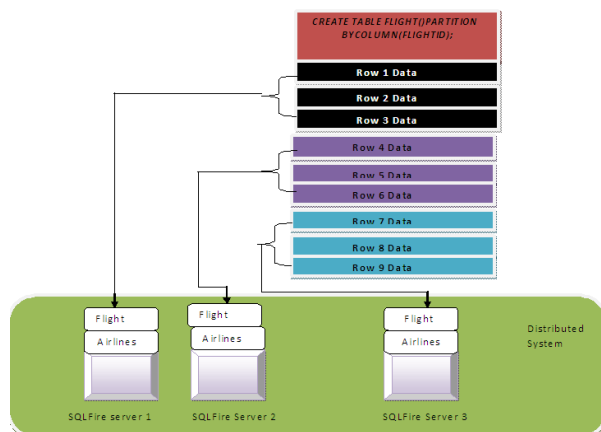 CREATE TABLE FLIGHT()PARTITION
BYCOLUMN(FLIGHTID);
Row 1 Data
Row 2 Data
Row 3 Data
Row 4 Data
Row 5 Data
Row 6 Data
Row 7 Data
Row 8 Data
Row 9 Data
Flight
Airlines
SQLFire server 1
Flight
Airlines
SQLFire Server 2
Flight
Airlines
SQLFire Server 3
Distributed
System